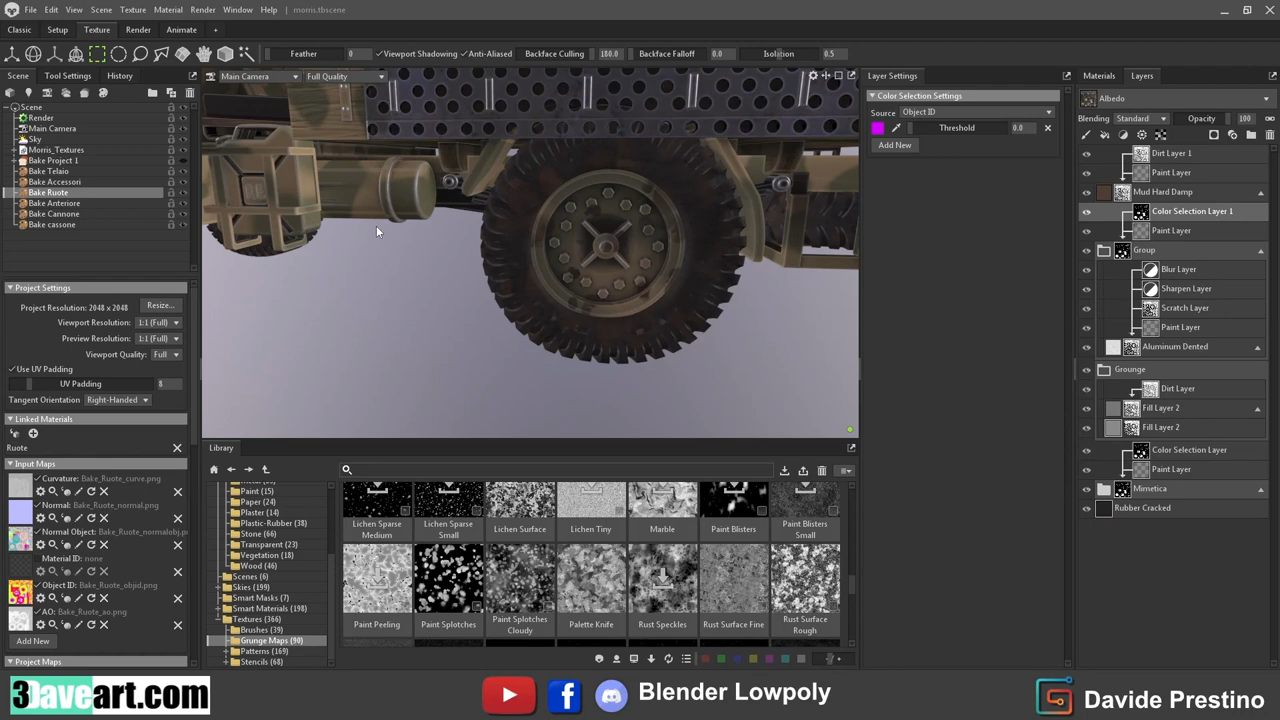 File Edit View Scene Texture Material Render Window Help morris.tbscene
Classic Setup Texture Render Animate +
Feather 0 Viewport Shadowing Anti-Aliased Backface Culling 180.0 Backface Falloff 0.0 Isolation 0.5
Scene Tool Settings History
Main Camera Full Quality
Scene
Render
Main Camera
Sky
Morris_Textures
Bake Project 1
Bake Telaio
Bake Accessori
Bake Ruote
Bake Anteriore
Bake Cannone
Bake cassone
Project Settings
Project Resolution: 2048 x 2048 Resize...
Viewport Resolution: 1:1 (Full)
Preview Resolution: 1:1 (Full)
Viewport Quality: Full
Use UV Padding
UV Padding 8
Tangent Orientation Right-Handed
Linked Materials
Ruote
Input Maps
Curvature: Bake_Ruote_curve.png
Normal: Bake_Ruote_normal.png
Normal Object: Bake_Ruote_normalobj.p
Material ID: none
Object ID: Bake_Ruote_objid.png
AO: Bake_Ruote_ao.png
Add New
Project Maps
Library
Paint (15)
Paper (24)
Plaster (14)
Plastic-Rubber (38)
Stone (66)
Transparent (23)
Vegetation (18)
Wood (46)
Scenes (6)
Skies (199)
Smart Masks (7)
Smart Materials (198)
Textures (366)
Brushes (39)
Grunge Maps (90)
Patterns (169)
Stencils (68)
Lichen Sparse Medium
Lichen Sparse Small
Lichen Surface
Lichen Tiny
Marble
Paint Blisters
Paint Blisters Small
Paint Peeling
Paint Splotches
Paint Splotches Cloudy
Palette Knife
Rust Speckles
Rust Surface Fine
Rust Surface Rough
Layer Settings
Color Selection Settings
Source Object ID
Threshold 0.0
Add New
Materials Layers
Albedo
Blending Standard Opacity 100
Dirt Layer 1
Paint Layer
Mud Hard Damp
Color Selection Layer 1
Paint Layer
Group
Blur Layer
Sharpen Layer
Scratch Layer
Paint Layer
Aluminum Dented
Grounge
Dirt Layer
Fill Layer 2
Fill Layer 2
Color Selection Layer
Paint Layer
Mimetica
Rubber Cracked
3Daveart.com
Blender Lowpoly
Davide Prestino